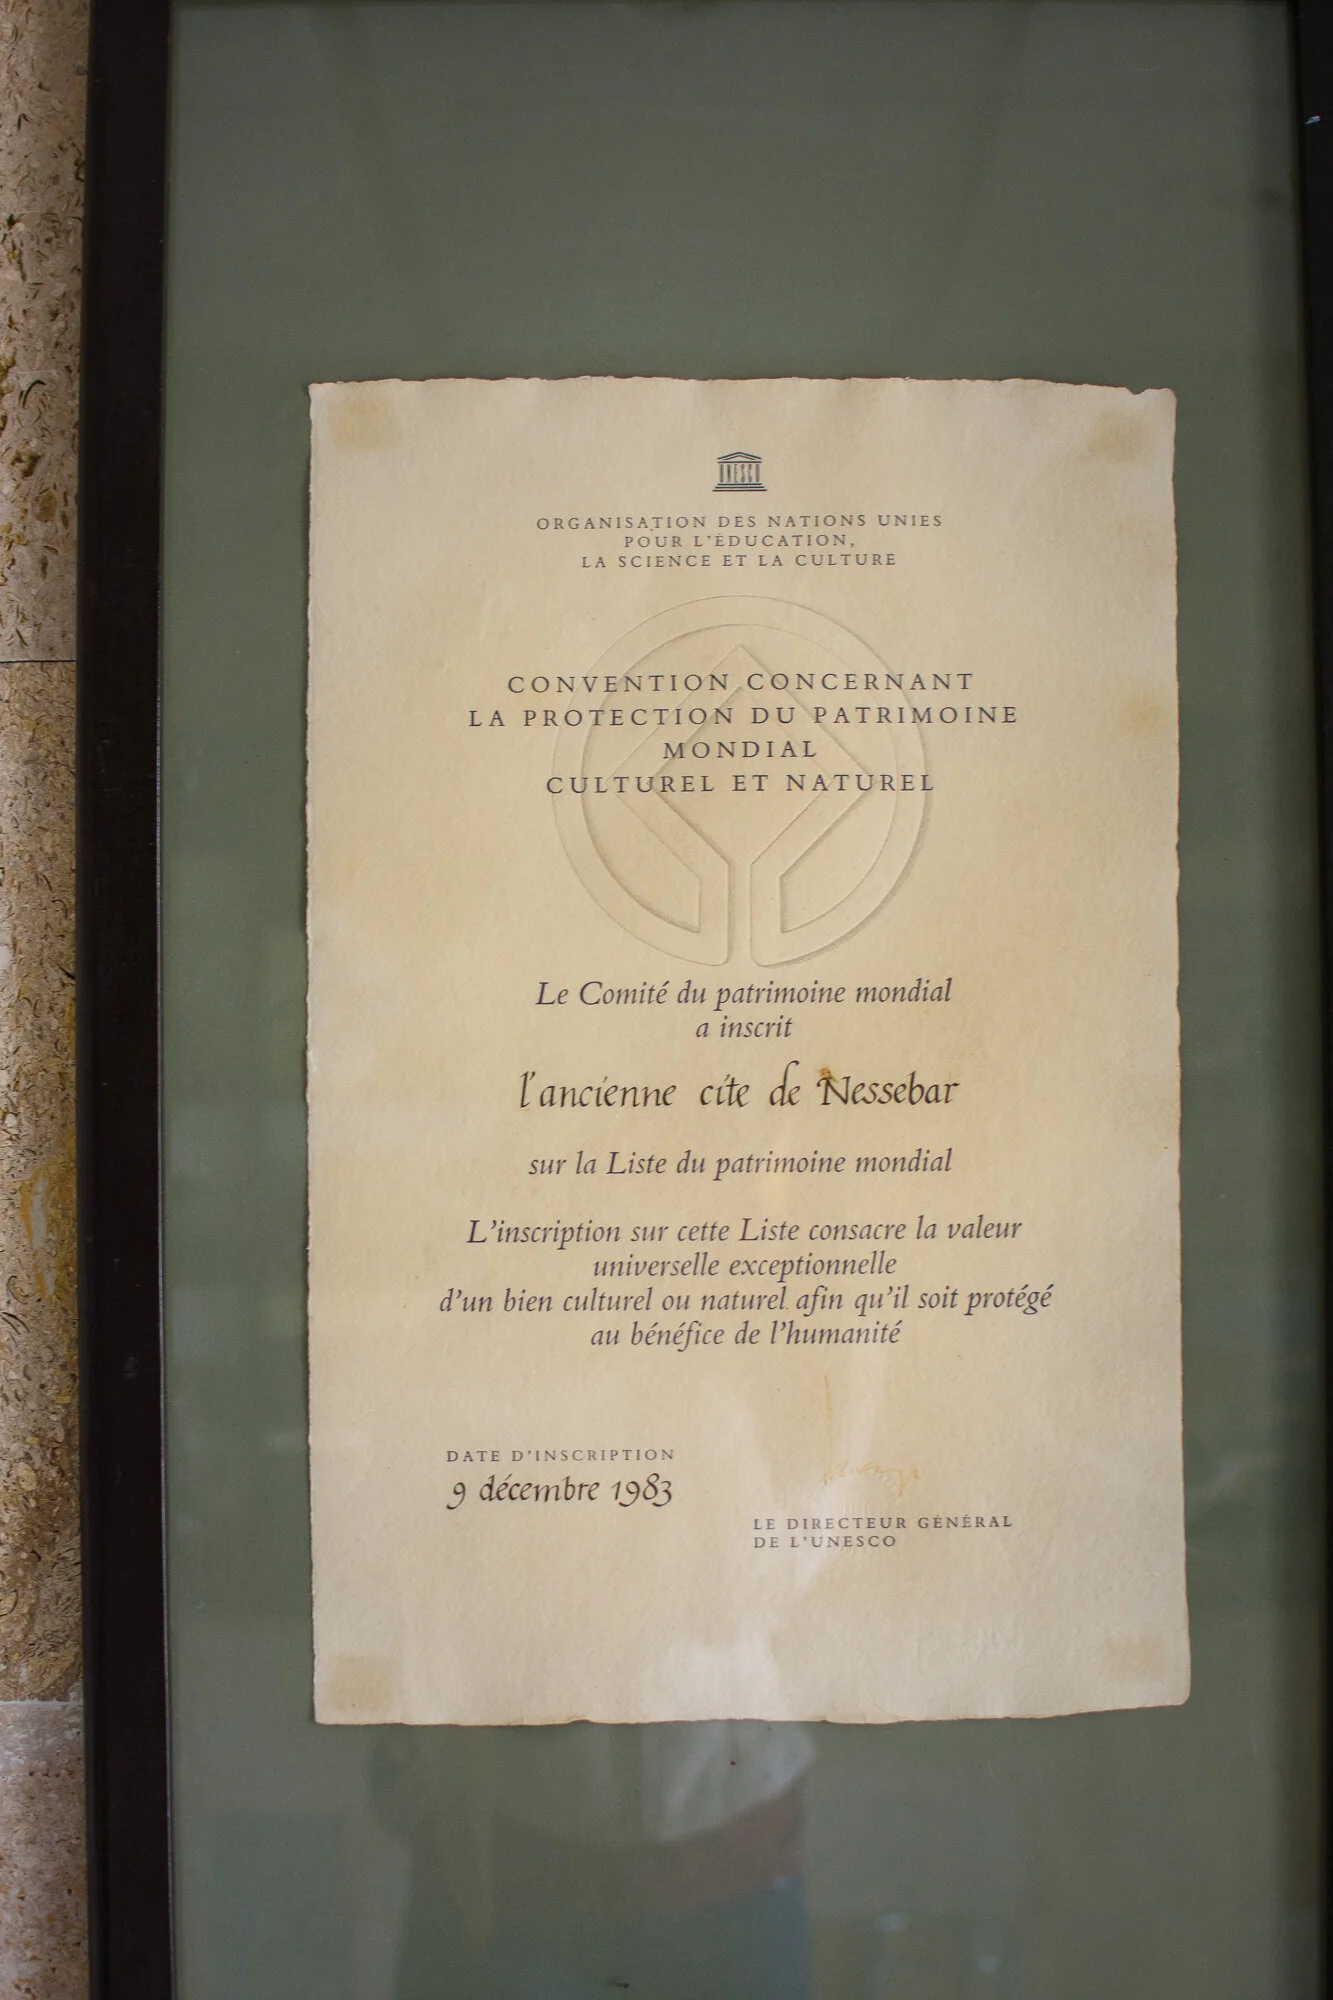 UNESCO
ORGANISATION DES NATIONS UNIES
POUR L'ÉDUCATION,
LA SCIENCE ET LA CULTURE
CONVENTION CONCERNANT
LA PROTECTION DU PATRIMOINE
MONDIAL
CULTUREL ET NATUREL
Le Comité du patrimoine mondial
a inscrit
l'ancienne cite de Nessebar
sur la Liste du patrimoine mondial
L'inscription sur cette Liste consacre la valeur
universelle exceptionnelle
d'un bien culturel ou naturel afin qu'il soit protégé
au bénéfice de l'humanité
DATE D'INSCRIPTION
9 décembre 1983
LE DIRECTEUR GÉNÉRAL
DE L'UNESCO